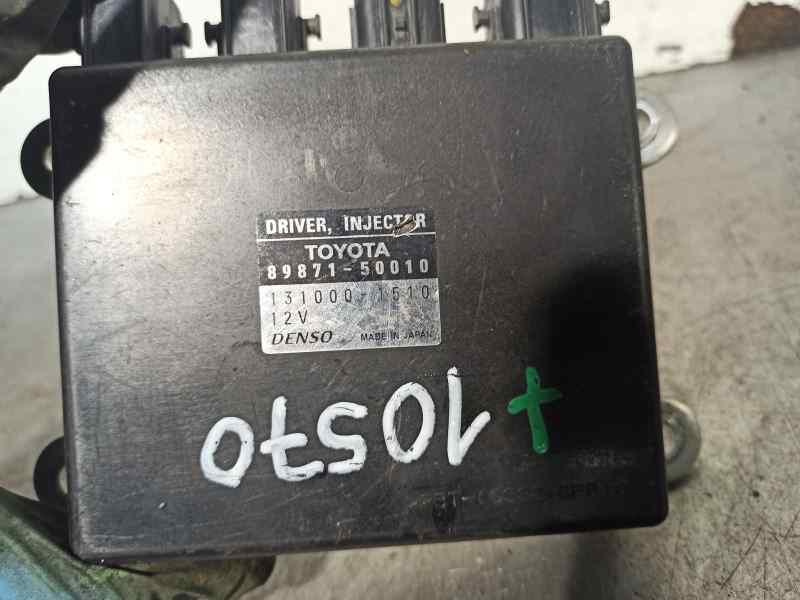 DRIVER, INJECTOR
TOYOTA
89871-50010
131000-1510
12V
DENSO MADE IN JAPAN
+ 10570